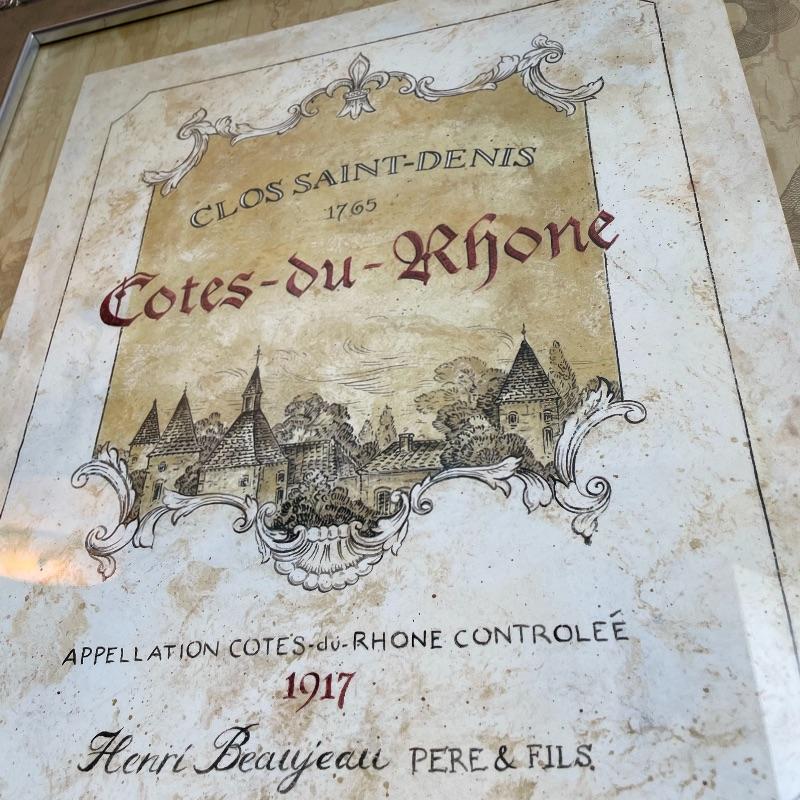 CLOS SAINT-DENIS
1765
Cotes-du-Rhone
APPELLATION COTES-du-RHONE CONTROLEÉ
1917
Henri Beaujeau PERE & FILS.